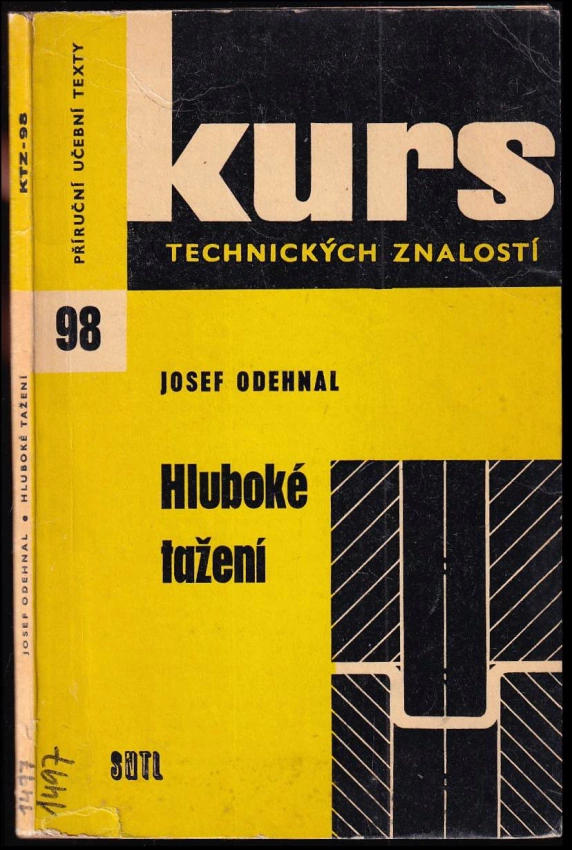 KTZ-98
JOSEF ODEHNAL • HLUBOKÉ TAŽENÍ
1497
PŘÍRUČNÍ UČEBNÍ TEXTY
kurs
TECHNICKÝCH ZNALOSTÍ
98
JOSEF ODEHNAL
Hluboké
tažení
SNTL
1497